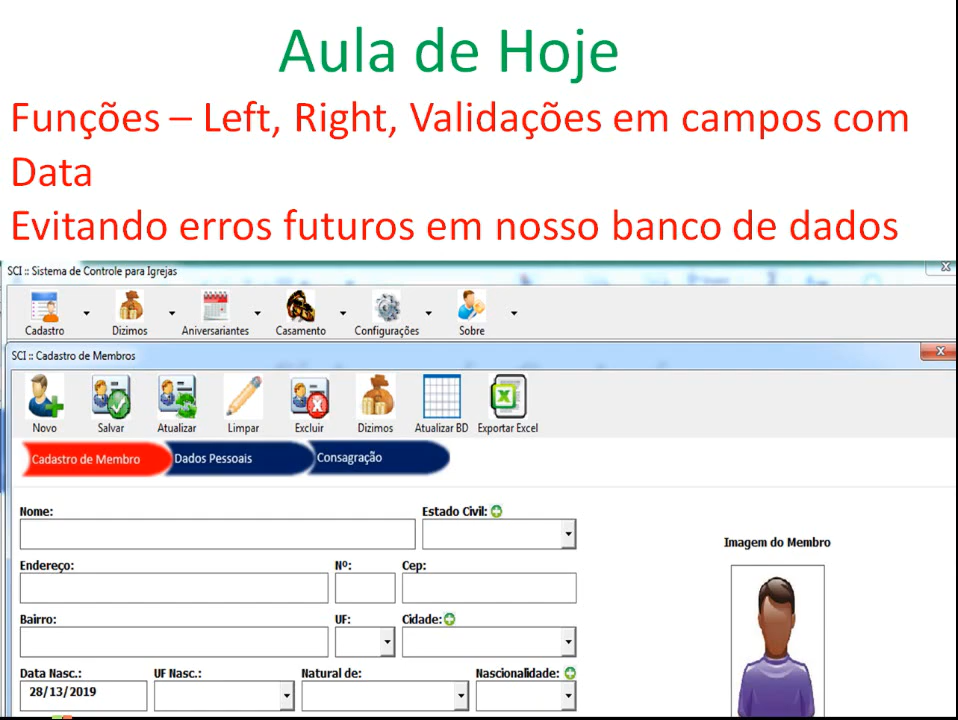 Aula de Hoje
Funções – Left, Right, Validações em campos com
Data
Evitando erros futuros em nosso banco de dados
SCI :: Sistema de Controle para Igrejas
Cadastro Dizimos Aniversariantes Casamento Configurações Sobre
SCI :: Cadastro de Membros
Novo Salvar Atualizar Limpar Excluir Dizimos Atualizar BD Exportar Excel
Cadastro de Membro Dados Pessoais Consagração
Nome: Estado Civil:
Imagem do Membro
Endereço: Nº: Cep:
Bairro: UF: Cidade:
Data Nasc.: UF Nasc.: Natural de: Nascionalidade:
28/13/2019